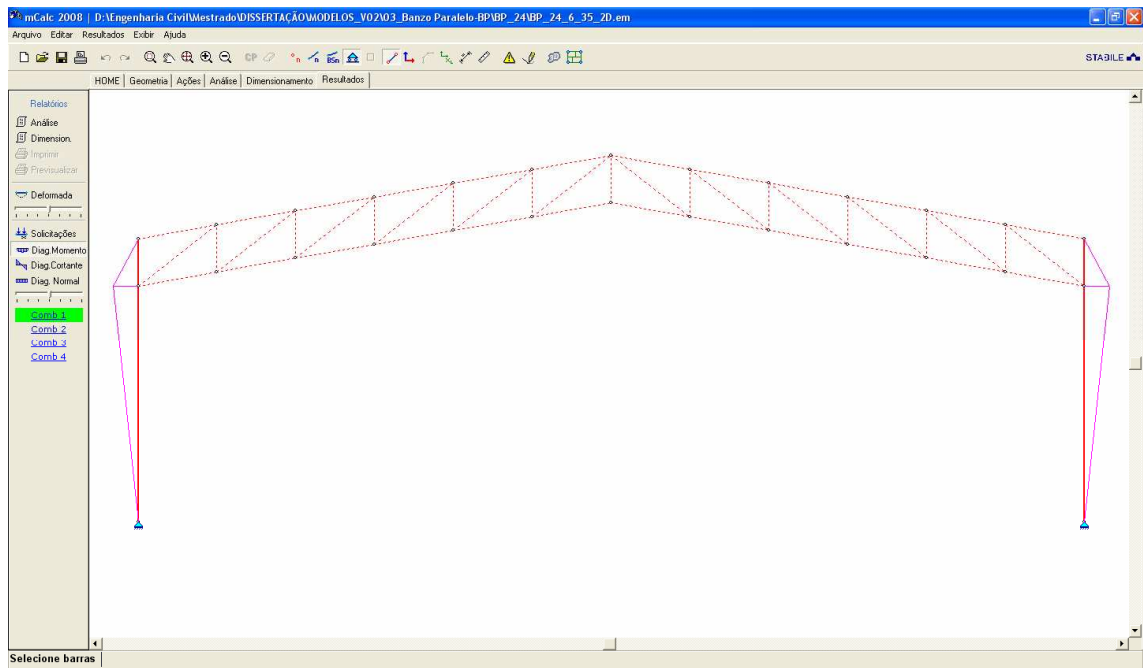 mCalc 2008 | D:\Engenharia Civil\Mestrado\DISSERTAÇÃO\MODELOS_V02\03_Banzo Paralelo-BP\BP_24\BP_24_6_35_2D.em
Arquivo Editar Resultados Exibir Ajuda
CP BSn STABILE
HOME Geometria Ações Análise Dimensionamento Resultados
Relatórios
Análise
Dimension.
Imprimir
Previsualizar
Deformada
Solicitações
Diag.Momento
Diag.Cortante
Diag. Normal
Comb 1
Comb 2
Comb 3
Comb 4
Selecione barras